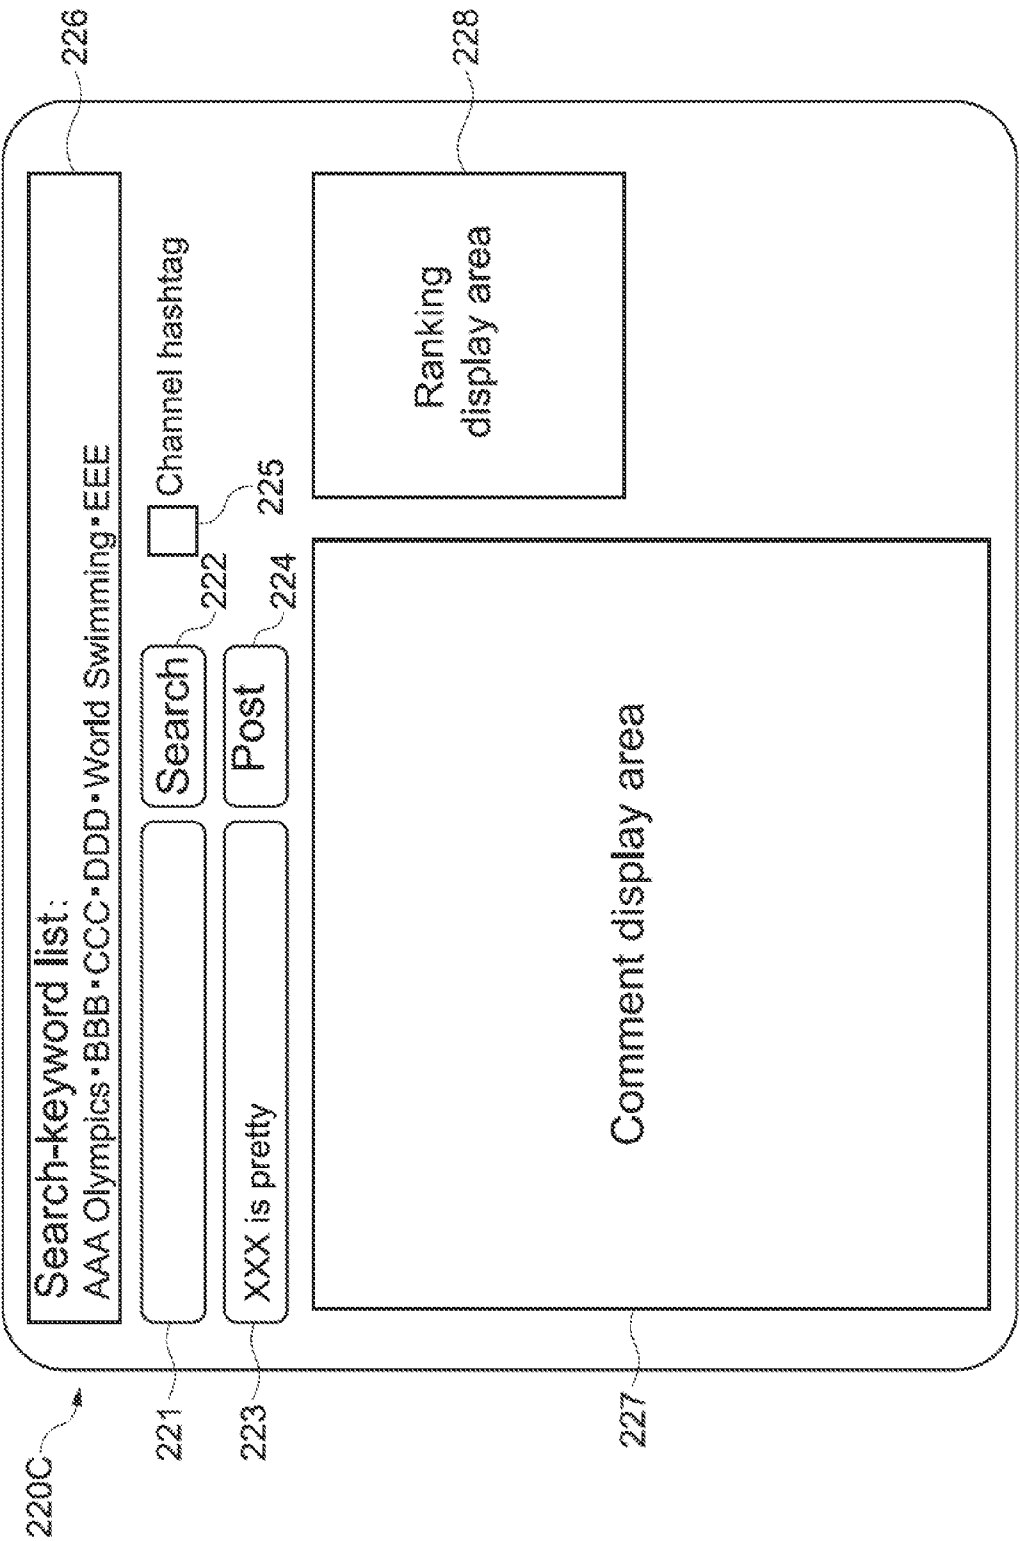 220C
226
Search-keyword list:
AAA Olympics・BBB・CCC・DDD・World Swimming・EEE
221
Search
222
Channel hashtag
225
223
XXX is pretty
Post
224
227
Comment display area
228
Ranking
display area